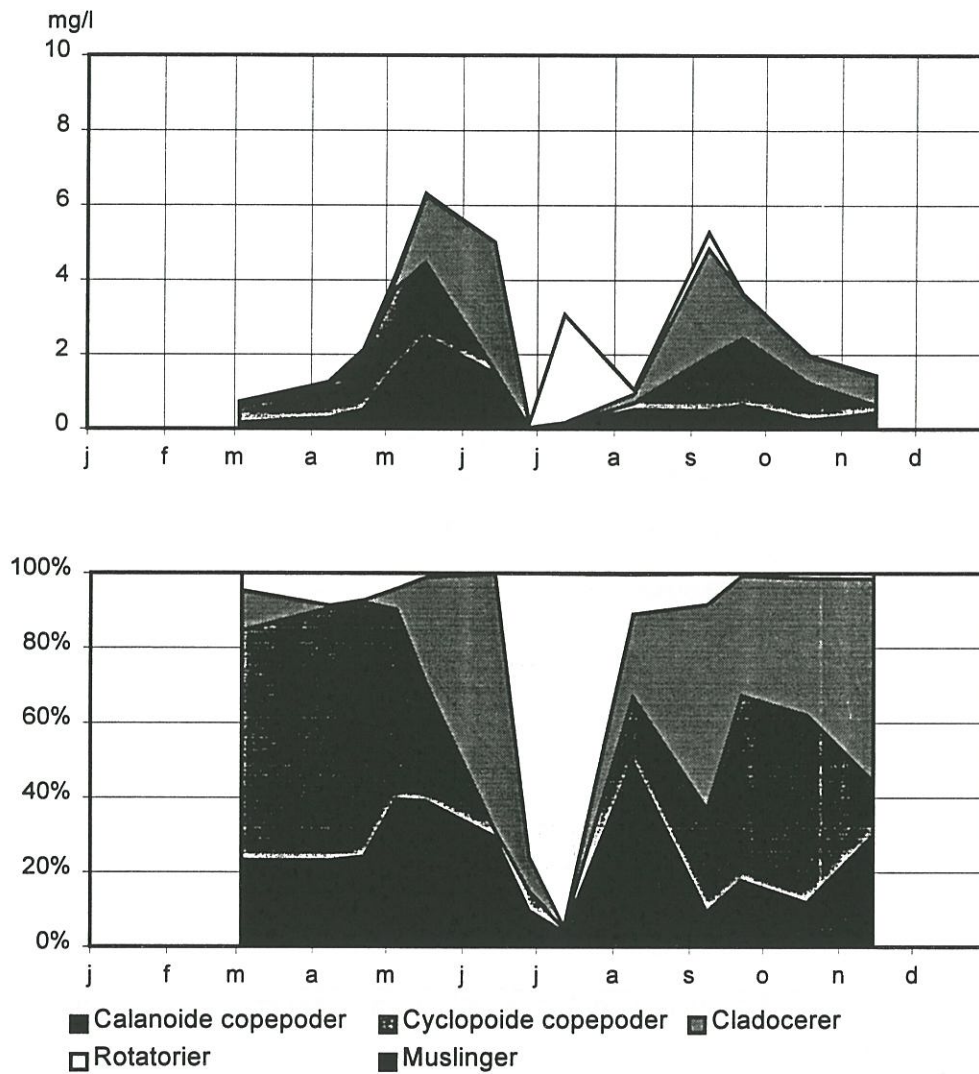 mg/l
10
8
6
4
2
0
j f m a m j j a s o n d
100%
80%
60%
40%
20%
0%
j f m a m j j a s o n d
Calanoide copepoder Cyclopoide copepoder Cladocerer
Rotatorier Muslinger